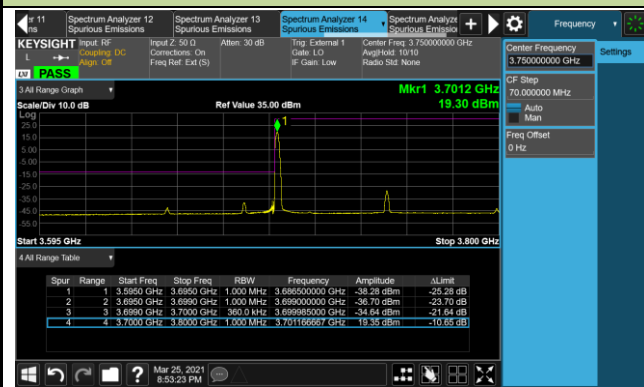 r 11
ns
Spectrum Analyzer 12
Spurious Emissions
Spectrum Analyzer 13
Spurious Emissions
Spectrum Analyzer 14
Spurious Emissions
Spectrum Analyze
Spurious Emissio
Frequency
KEYSIGHT
L
LXI
PASS
Input: RF
Coupling: DC
Align: Off
Input Z: 50 Ω
Corrections: On
Freq Ref: Ext (S)
Atten: 30 dB
Trig: External 1
Gate: LO
IF Gain: Low
Center Freq: 3.750000000 GHz
Avg|Hold: 10/10
Radio Std: None
Center Frequency
3.750000000 GHz
Settings
CF Step
70.000000 MHz
Auto
Man
Freq Offset
0 Hz
3 All Range Graph
Mkr1 3.7012 GHz
Scale/Div 10.0 dB
Ref Value 35.00 dBm
19.30 dBm
Log
1
25.0
15.0
5.00
-5.00
-15.0
-25.0
-35.0
-45.0
-55.0
Start 3.595 GHz
Stop 3.800 GHz
4 All Range Table
Spur Range Start Freq Stop Freq RBW Frequency Amplitude ΔLimit
1 1 3.5950 GHz 3.6950 GHz 1.000 MHz 3.686500000 GHz -38.28 dBm -25.28 dB
2 2 3.6950 GHz 3.6990 GHz 1.000 MHz 3.699000000 GHz -36.70 dBm -23.70 dB
3 3 3.6990 GHz 3.7000 GHz 360.0 kHz 3.699985000 GHz -34.64 dBm -21.64 dB
4 4 3.7000 GHz 3.8000 GHz 1.000 MHz 3.701166667 GHz 19.35 dBm -10.65 dB
?
Mar 25, 2021
8:53:23 PM